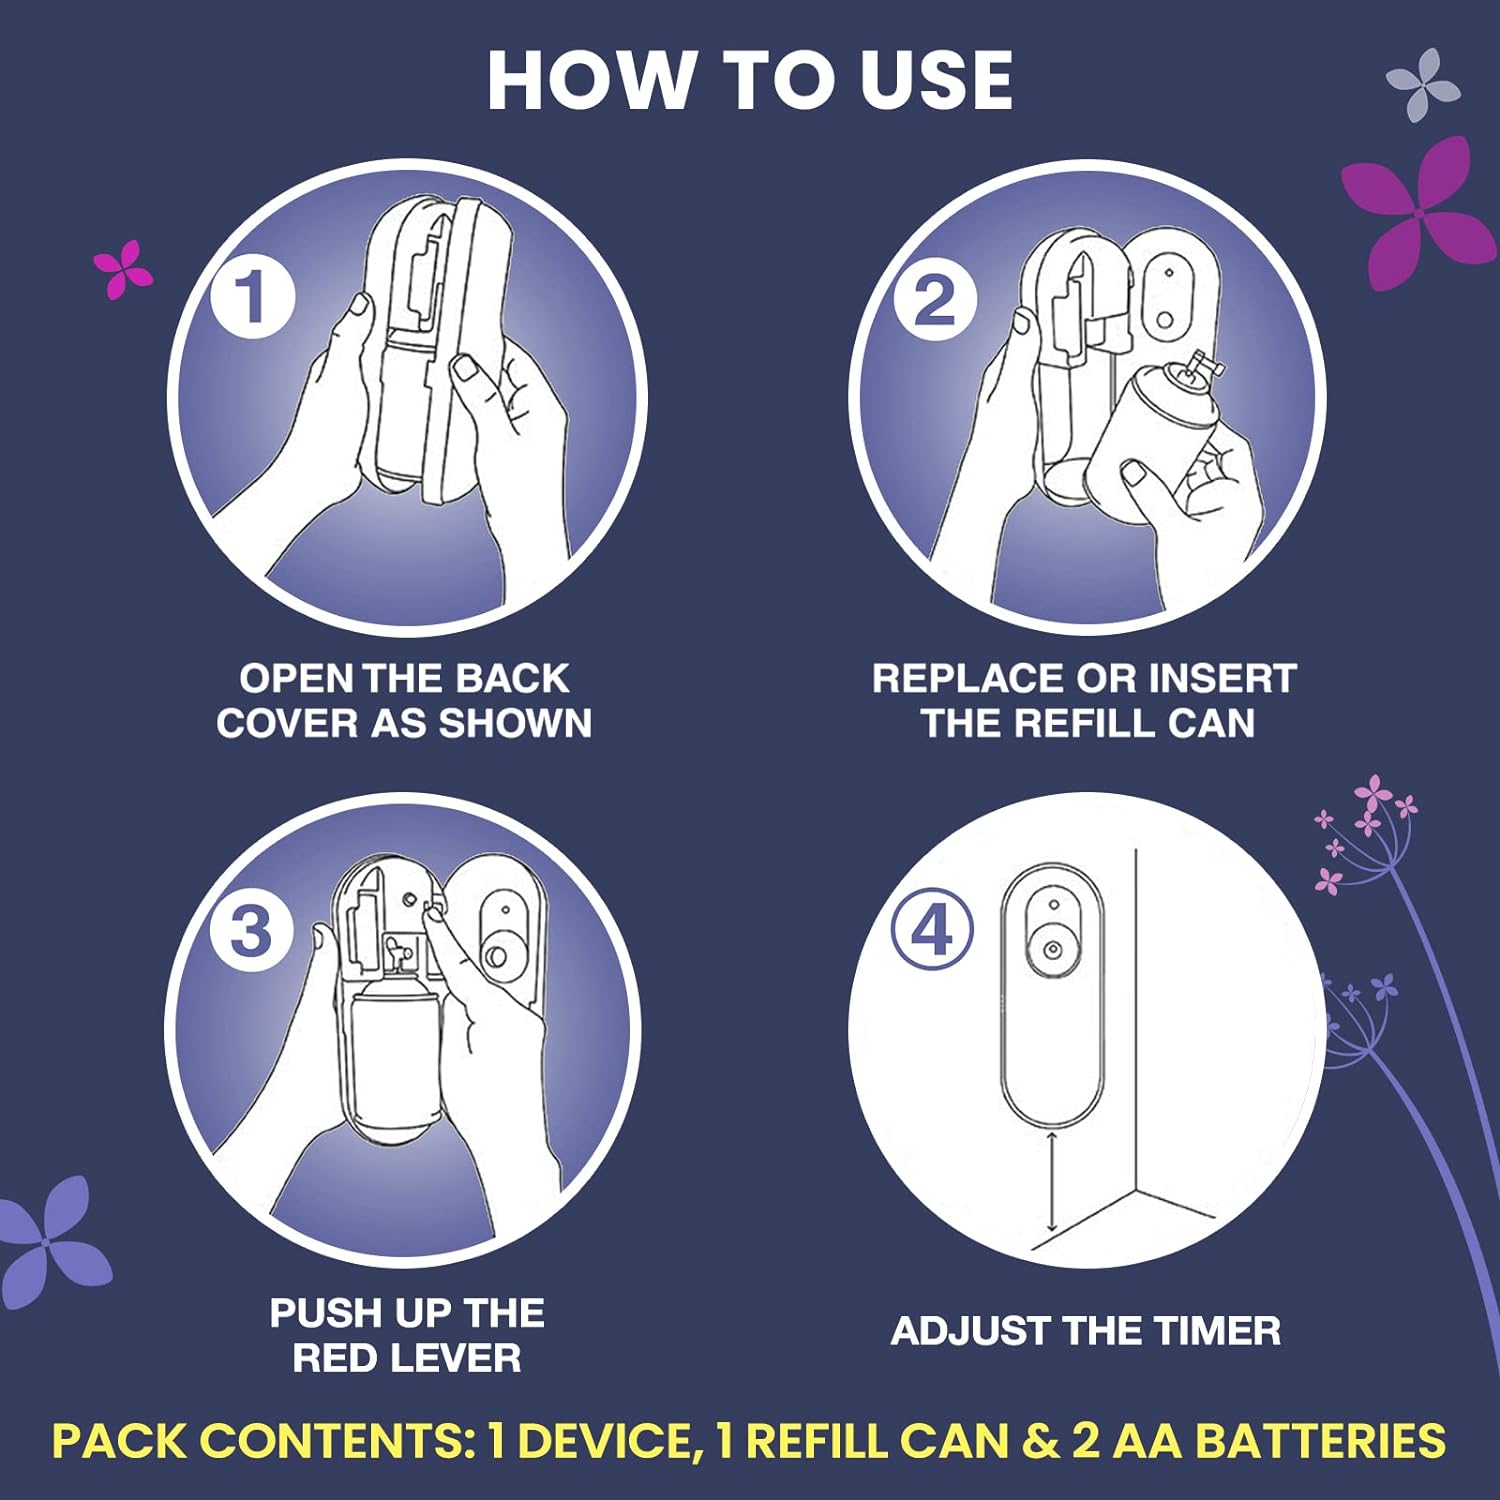 HOW TO USE
1
OPEN THE BACK
COVER AS SHOWN
2
REPLACE OR INSERT
THE REFILL CAN
3
PUSH UP THE
RED LEVER
4
ADJUST THE TIMER
PACK CONTENTS: 1 DEVICE, 1 REFILL CAN & 2 AA BATTERIES